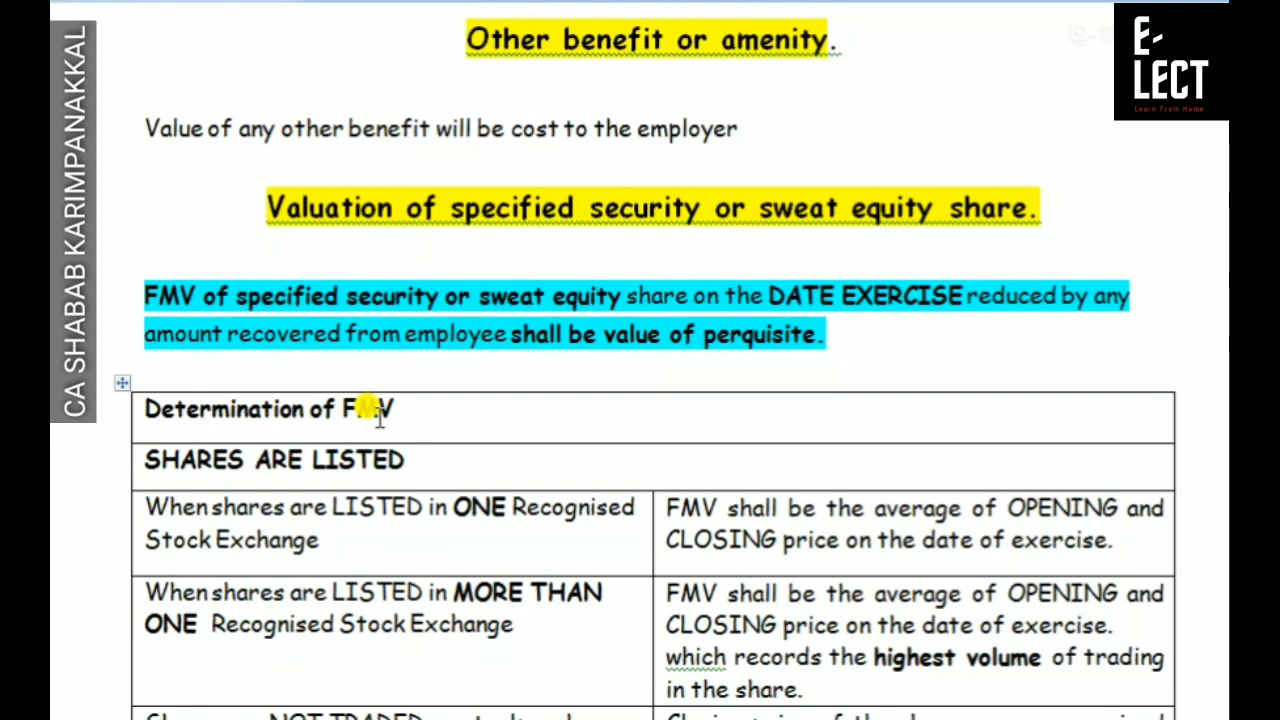 Other benefit or amenity.
E-
LECT
Learn From Home
CA SHABAB KARIMPANAKKAL
Value of any other benefit will be cost to the employer
Valuation of specified security or sweat equity share.
FMV of specified security or sweat equity share on the DATE EXERCISE reduced by any
amount recovered from employee shall be value of perquisite.
Determination of FMV
SHARES ARE LISTED
When shares are LISTED in ONE Recognised
Stock Exchange
FMV shall be the average of OPENING and
CLOSING price on the date of exercise.
When shares are LISTED in MORE THAN
ONE Recognised Stock Exchange
FMV shall be the average of OPENING and
CLOSING price on the date of exercise.
which records the highest volume of trading
in the share.
NOT TRADED